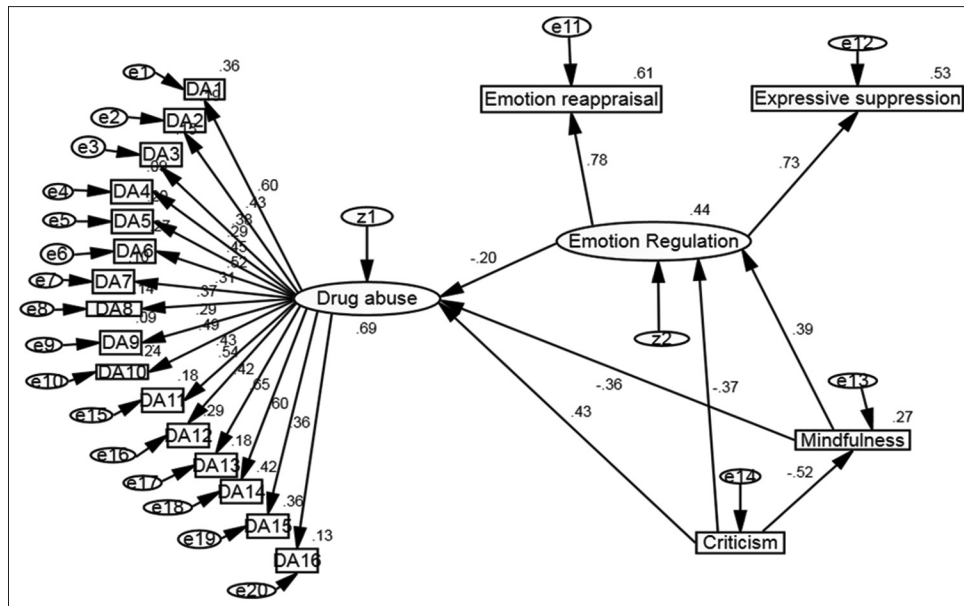 e11
e12
e1
.36
.61
.53
DA1
Emotion reappraisal
Expressive suppression
e2
DA2
e3
DA3
.09
.78
.73
e4
DA4
.60
.43
e5
DA5
.38
.29
z1
.44
e6
DA6
.45
Emotion Regulation
.52
-.20
e7
DA7
.31
.14
.37
Drug abuse
e8
DA8
.29
.09
.49
.69
z2
.39
e9
DA9
.43
.24
.54
e10
DA10
.42
-.36
-.37
e13
.18
.65
e15
DA11
.60
.43
.27
.29
.36
Mindfulness
e16
DA12
.18
e14
-.52
e17
DA13
.42
e18
DA14
.36
e19
DA15
.13
Criticism
DA16
e20